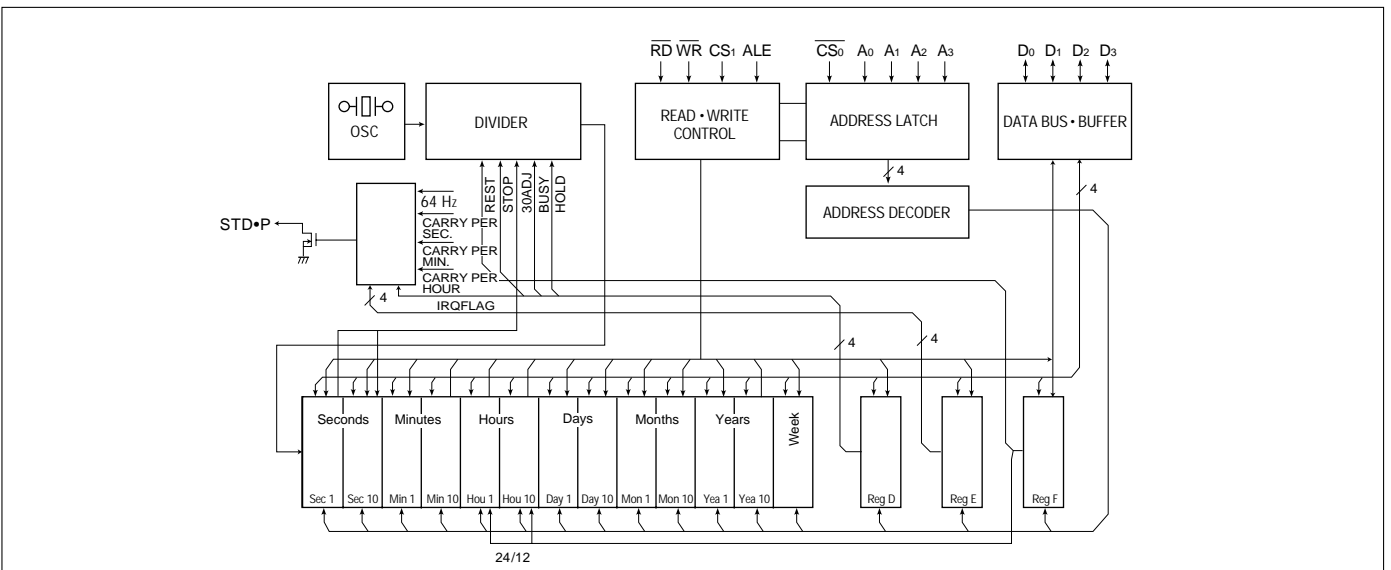 RD WR CS1 ALE
CS0 A0 A1 A2 A3
D0 D1 D2 D3
OSC
DIVIDER
READ • WRITE
CONTROL
ADDRESS LATCH
DATA BUS • BUFFER
4
4
ADDRESS DECODER
REST
STOP
30ADJ
BUSY
HOLD
64 Hz
STD•P
CARRY PER
SEC.
CARRY PER
MIN.
CARRY PER
HOUR
4
IRQFLAG
4
4
Seconds
Minutes
Hours
Days
Months
Years
Week
Sec 1
Sec 10
Min 1
Min 10
Hou 1
Hou 10
Day 1
Day 10
Mon 1
Mon 10
Yea 1
Yea 10
Reg D
Reg E
Reg F
24/12